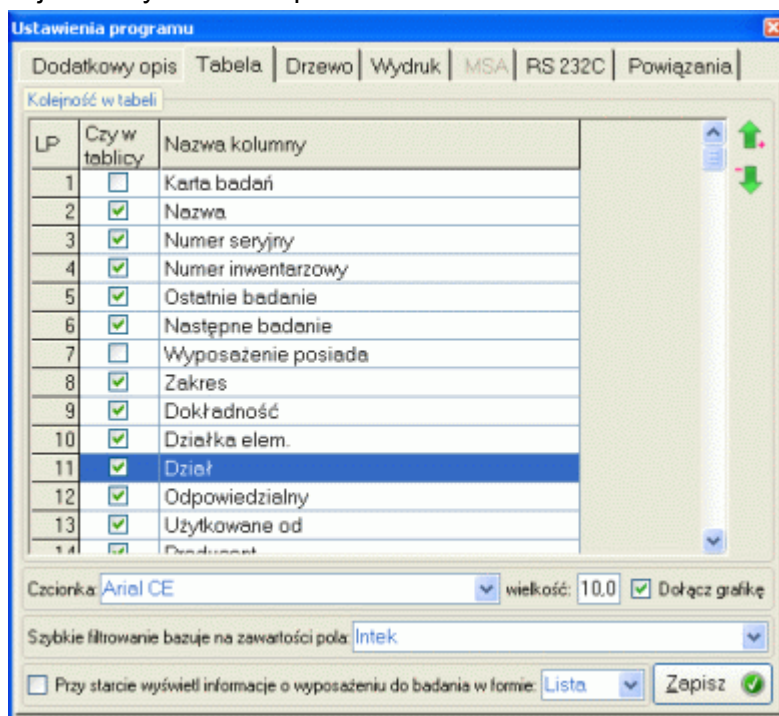 Ustawienia programu
Dodatkowy opis Tabela Drzewo Wydruk MSA RS 232C Powiązania
Kolejność w tabeli
LP Czy w tablicy Nazwa kolumny
1 Karta badań
2 Nazwa
3 Numer seryjny
4 Numer inwentarzowy
5 Ostatnie badanie
6 Następne badanie
7 Wyposażenie posiada
8 Zakres
9 Dokładność
10 Działka elem.
11 Dział
12 Odpowiedzialny
13 Użytkowane od
14 Producent
Czcionka: Arial CE wielkość: 10,0 Dołącz grafikę
Szybkie filtrowanie bazuje na zawartości pola: Intek
Przy starcie wyświetl informacje o wyposażeniu do badania w formie: Lista Zapisz